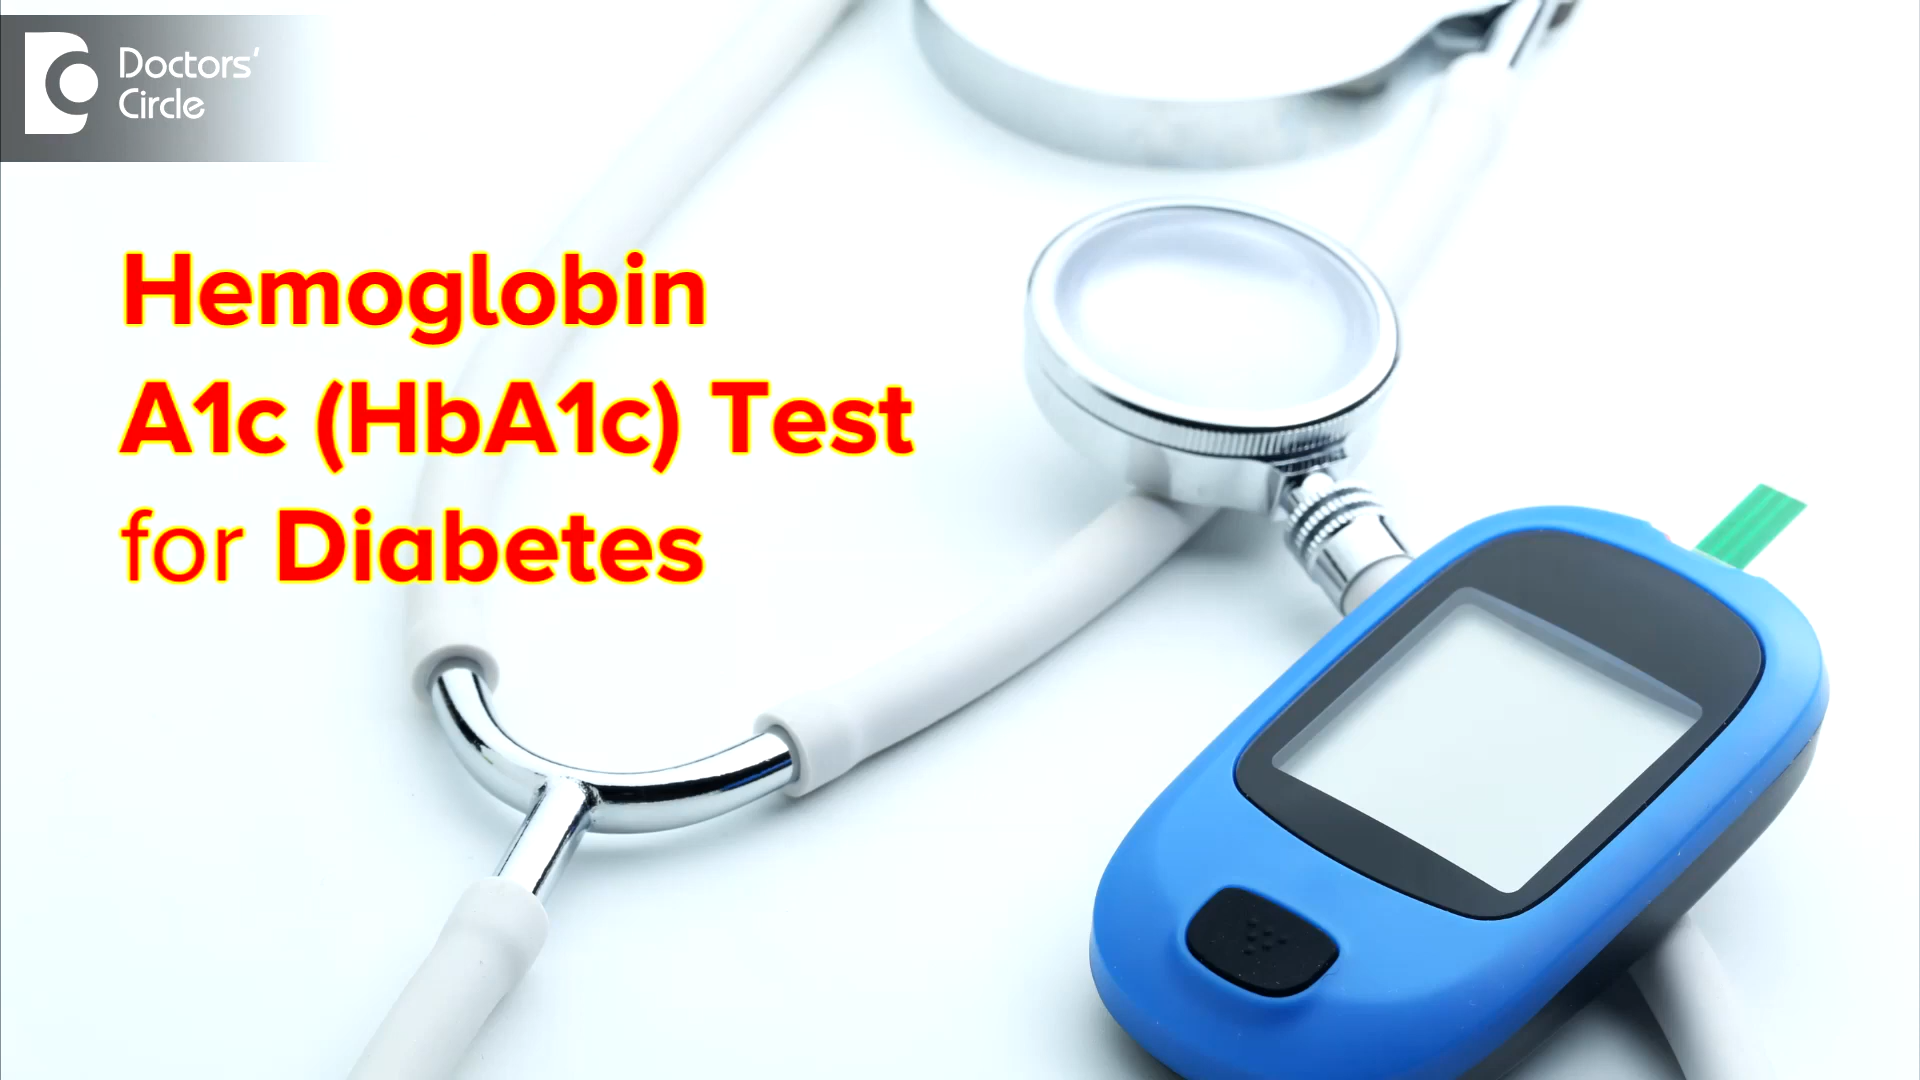 Doctors'
Circle
Hemoglobin
A1c (HbA1c) Test
for Diabetes